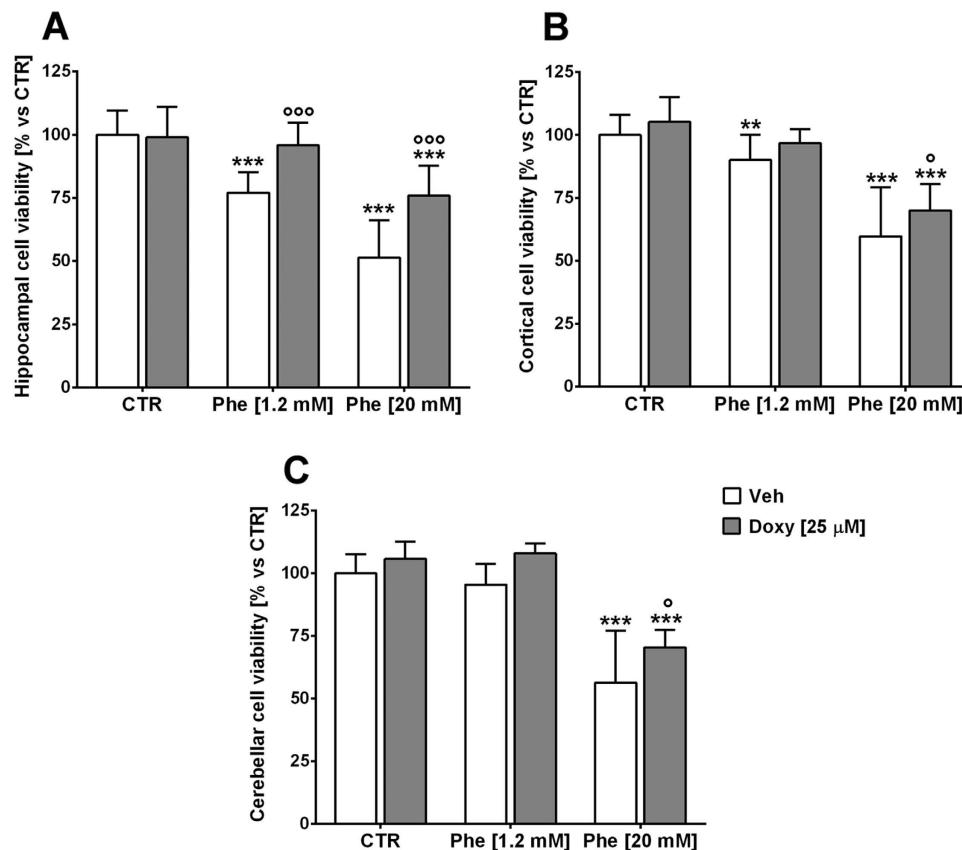 A
Hippocampal cell viability [% vs CTR]
125
100
75
50
25
0
***
°°°
***
°°°
***
CTR
Phe [1.2 mM]
Phe [20 mM]
B
Cortical cell viability [% vs CTR]
125
100
75
50
25
0
**
***
°
***
CTR
Phe [1.2 mM]
Phe [20 mM]
C
Cerebellar cell viability [% vs CTR]
125
100
75
50
25
0
***
°
***
CTR
Phe [1.2 mM]
Phe [20 mM]
Veh
Doxy [25 μM]